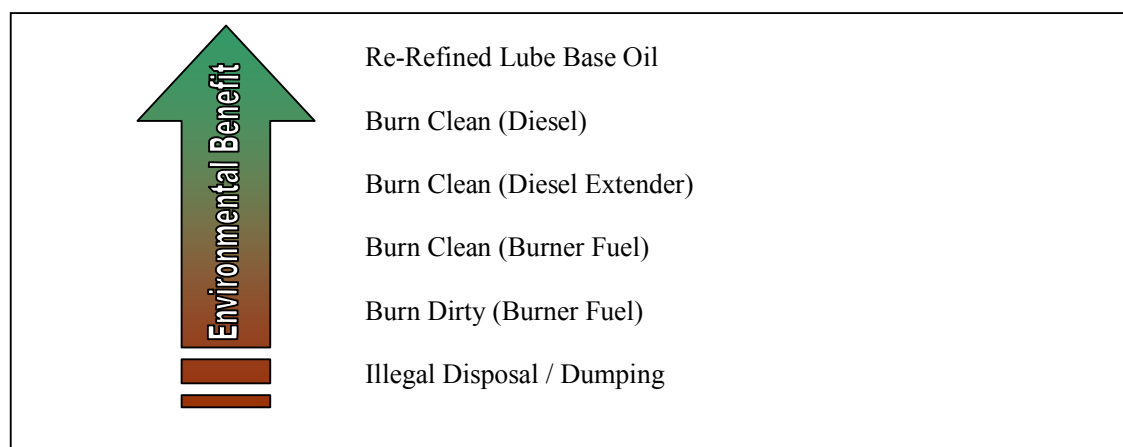 Environmental Benefit
Re-Refined Lube Base Oil
Burn Clean (Diesel)
Burn Clean (Diesel Extender)
Burn Clean (Burner Fuel)
Burn Dirty (Burner Fuel)
Illegal Disposal / Dumping